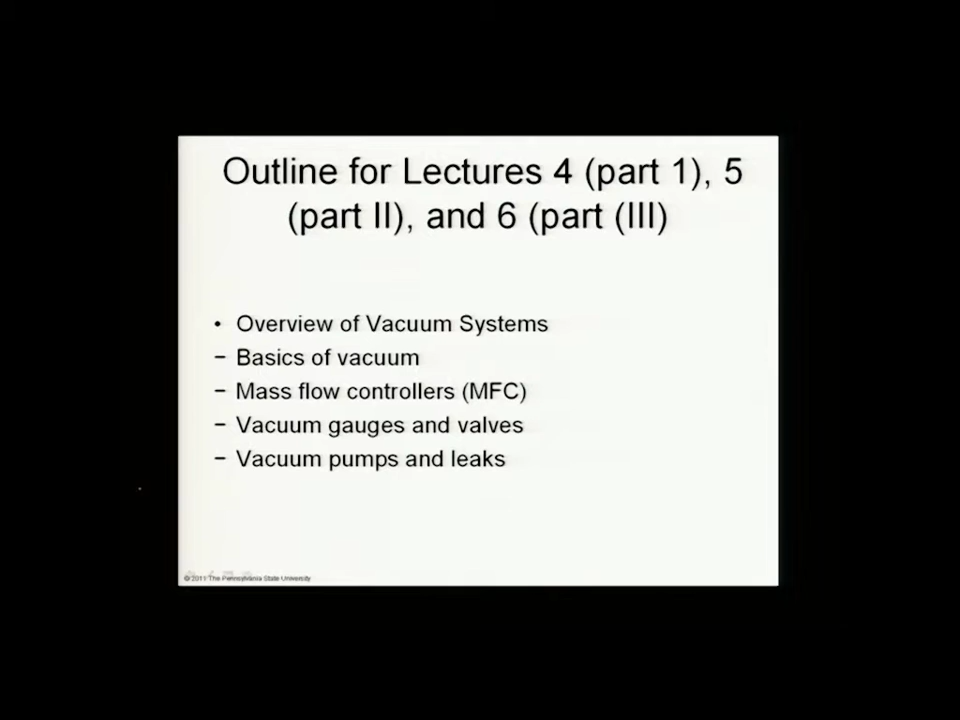 Outline for Lectures 4 (part 1), 5
(part II), and 6 (part (III)
• Overview of Vacuum Systems
− Basics of vacuum
− Mass flow controllers (MFC)
− Vacuum gauges and valves
− Vacuum pumps and leaks
© 2011 The Pennsylvania State University